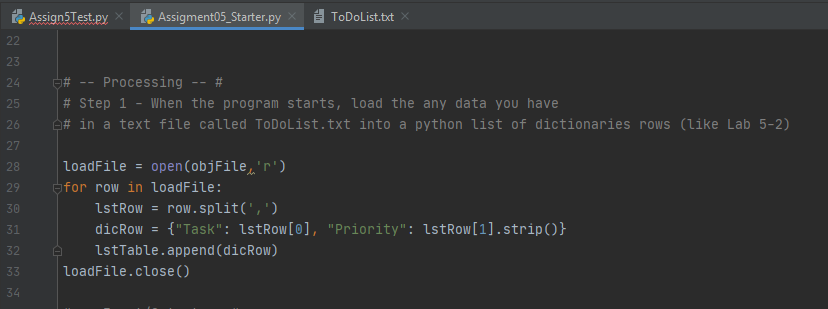 Assign5Test.py Assigment05_Starter.py ToDoList.txt
22
23
24 # -- Processing -- #
25 # Step 1 - When the program starts, load the any data you have
26 # in a text file called ToDoList.txt into a python list of dictionaries rows (like Lab 5-2)
27
28 loadFile = open(objFile,'r')
29 for row in loadFile:
30 lstRow = row.split(',')
31 dicRow = {"Task": lstRow[0], "Priority": lstRow[1].strip()}
32 lstTable.append(dicRow)
33 loadFile.close()
34